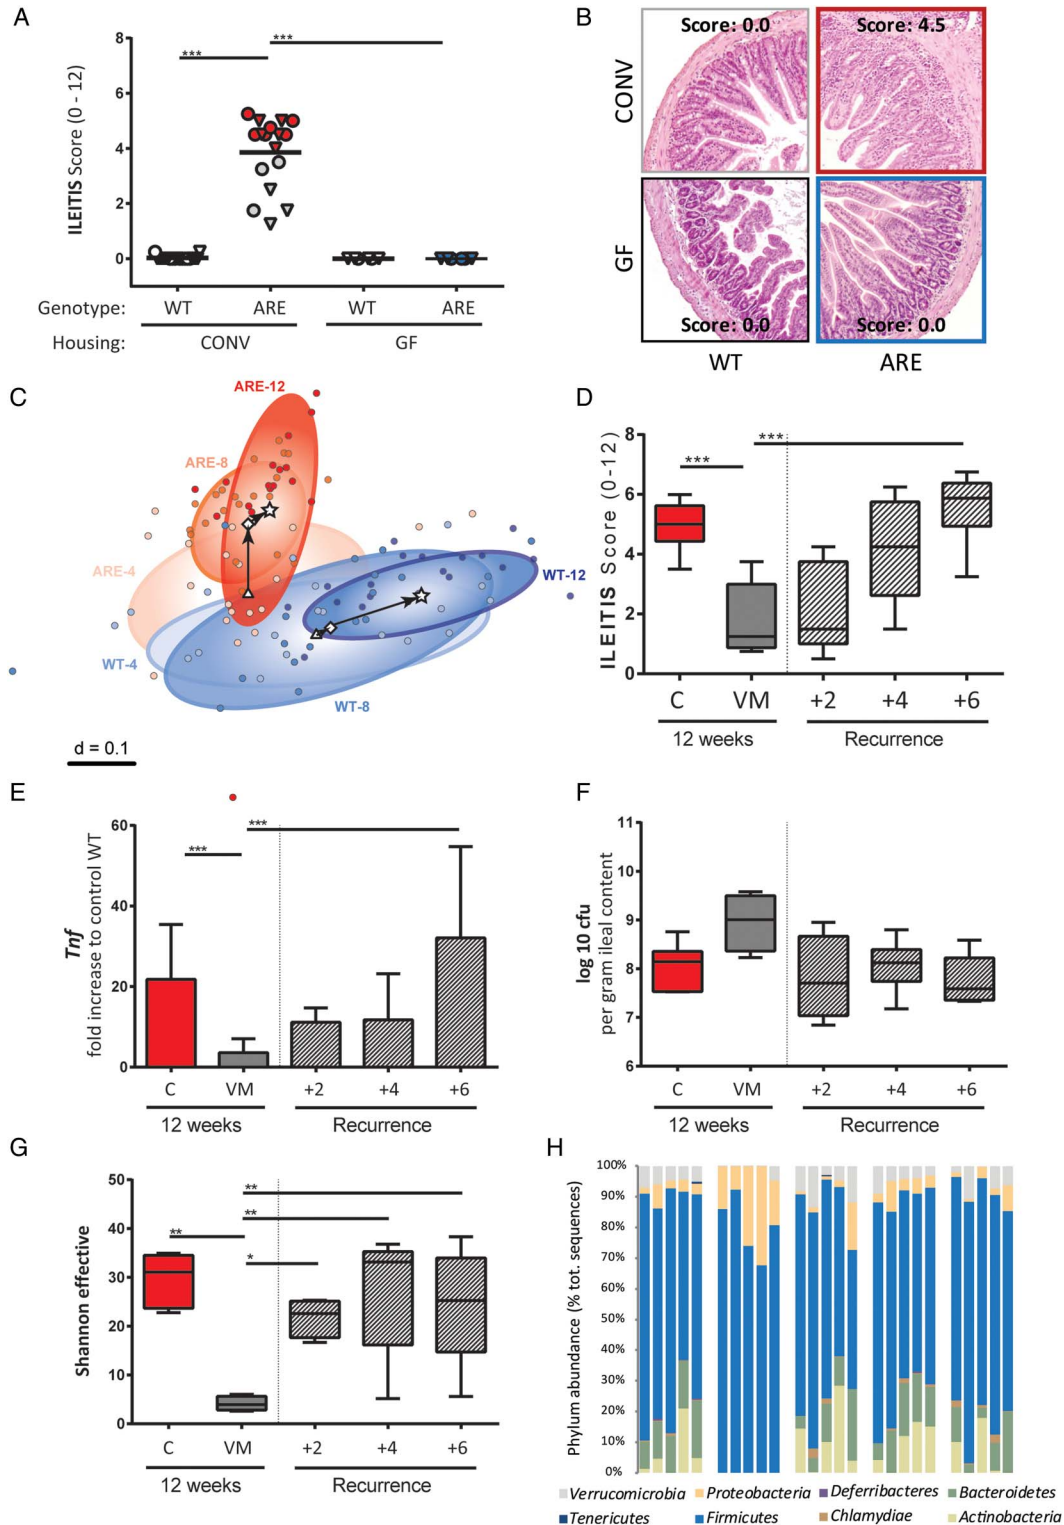 A
ILEITIS Score (0 - 12)
8
6
4
2
0
***
***
Genotype: WT ARE WT ARE
Housing: CONV GF
B
CONV
GF
Score: 0.0
Score: 4.5
Score: 0.0
Score: 0.0
WT ARE
C
ARE-12
ARE-8
ARE-4
WT-12
WT-4
WT-8
d = 0.1
D
ILEITIS Score (0-12)
8
6
4
2
0
***
***
C VM +2 +4 +6
12 weeks Recurrence
E
Tnf
fold increase to control WT
60
40
20
0
***
***
C VM +2 +4 +6
12 weeks Recurrence
F
log 10 cfu
per gram ileal content
11
10
9
8
7
6
C VM +2 +4 +6
12 weeks Recurrence
G
Shannon effective
50
40
30
20
10
0
**
**
**
*
C VM +2 +4 +6
12 weeks Recurrence
H
Phylum abundance (% tot. sequences)
100%
90%
80%
70%
60%
50%
40%
30%
20%
10%
0%
Verrucomicrobia Proteobacteria Deferribacteres Bacteroidetes
Tenericutes Firmicutes Chlamydiae Actinobacteria